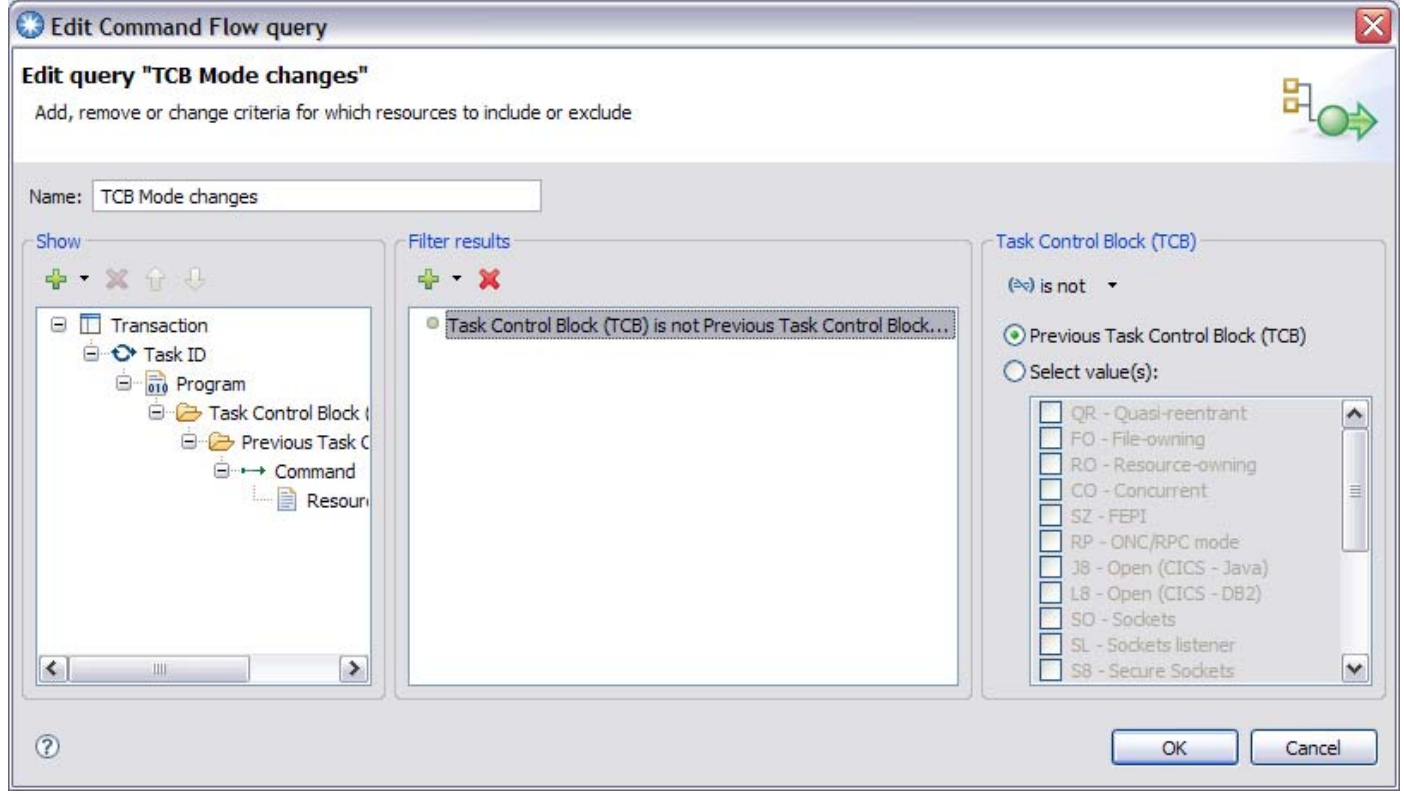 Edit Command Flow query
Edit query "TCB Mode changes"
Add, remove or change criteria for which resources to include or exclude
Name: TCB Mode changes
Show
Transaction
Task ID
010
Program
Task Control Block (
Previous Task C
Command
Resour
Filter results
Task Control Block (TCB) is not Previous Task Control Block...
Task Control Block (TCB)
is not
Previous Task Control Block (TCB)
Select value(s):
QR - Quasi-reentrant
FO - File-owning
RO - Resource-owning
CO - Concurrent
SZ - FEPI
RP - ONC/RPC mode
J8 - Open (CICS - Java)
L8 - Open (CICS - DB2)
SO - Sockets
SL - Sockets listener
S8 - Secure Sockets
?
OK
Cancel